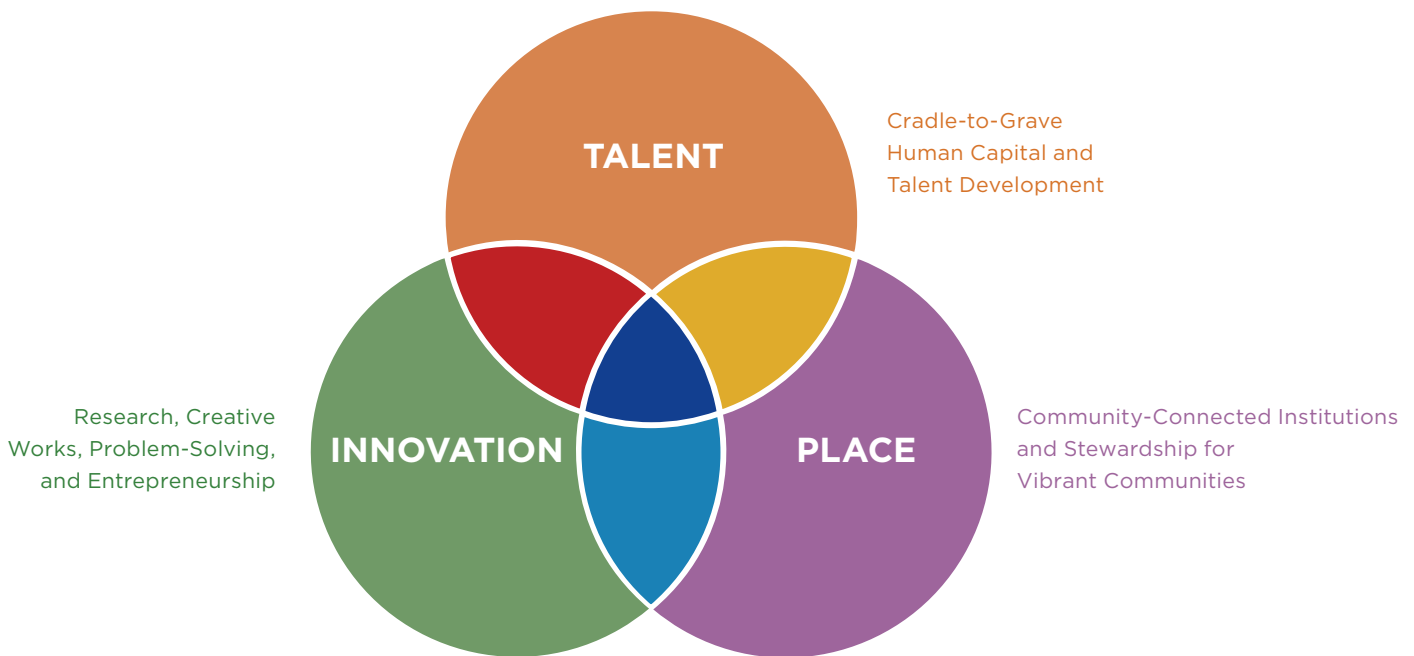 TALENT
Cradle-to-Grave
Human Capital and
Talent Development
Research, Creative
Works, Problem-Solving,
and Entrepreneurship
INNOVATION
PLACE
Community-Connected Institutions
and Stewardship for
Vibrant Communities